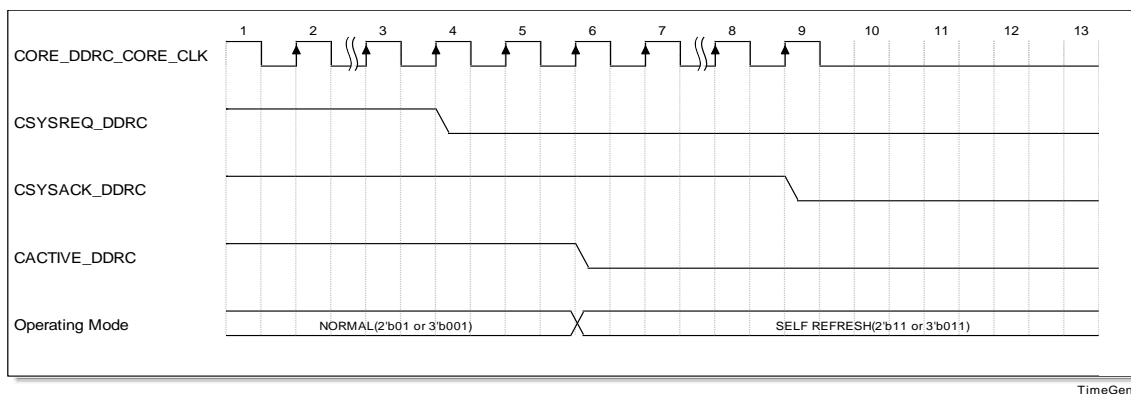 1 2 3 4 5 6 7 8 9 10 11 12 13
CORE_DDRC_CORE_CLK
CSYSREQ_DDRC
CSYSACK_DDRC
CACTIVE_DDRC
Operating Mode NORMAL(2'b01 or 3'b001) SELF REFRESH(2'b11 or 3'b011)
TimeGen